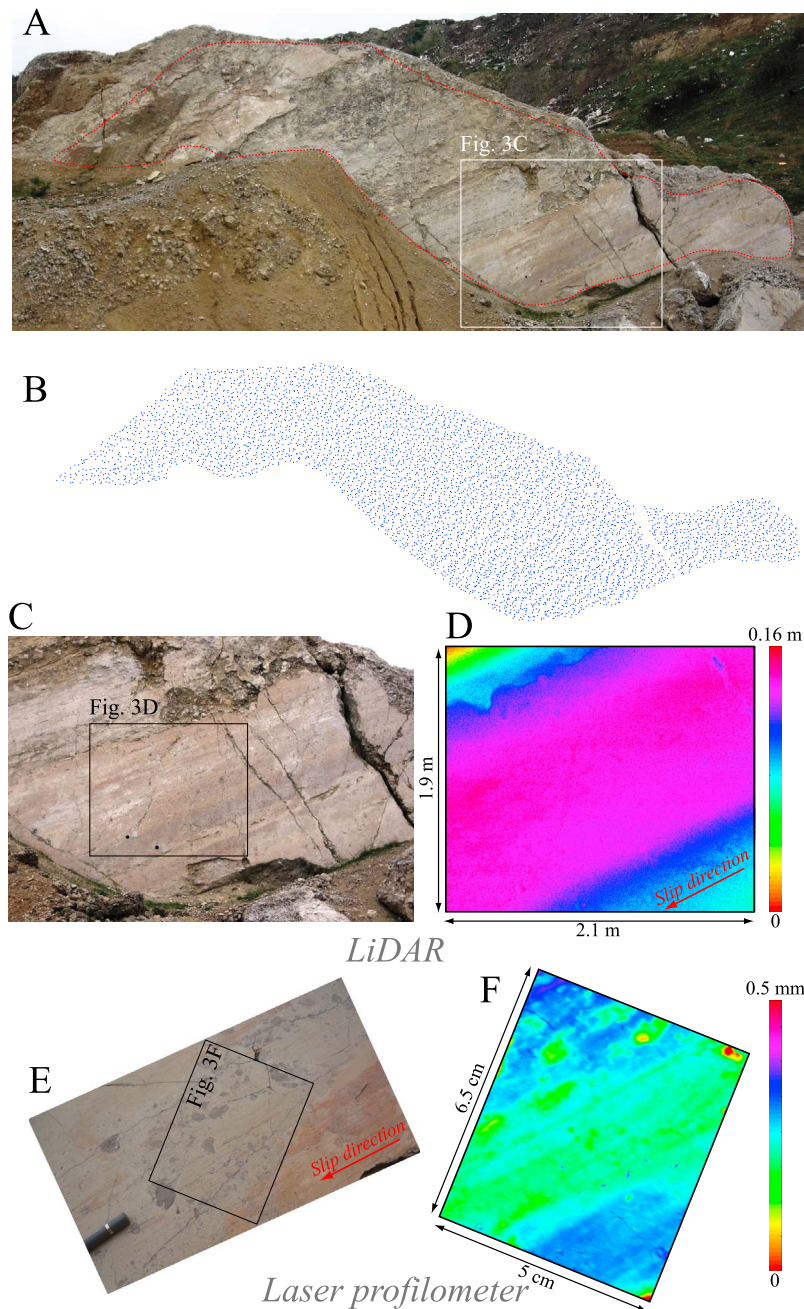 A
Fig. 3C
B
C
Fig. 3D
D
0.16 m
1.9 m
Slip direction
0
2.1 m
LiDAR
E
Fig. 3F
Slip direction
F
0.5 mm
6.5 cm
5 cm
0
Laser profilometer